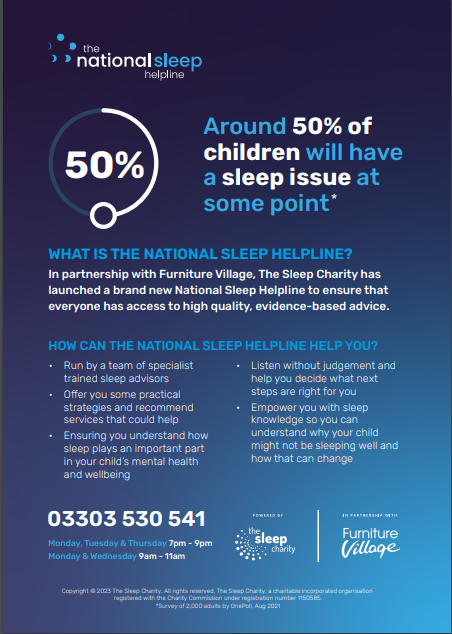 the
nationalsleep
helpline
50%
Around 50% of
children will have
a sleep issue at
some point*
WHAT IS THE NATIONAL SLEEP HELPLINE?
In partnership with Furniture Village, The Sleep Charity has
launched a brand new National Sleep Helpline to ensure that
everyone has access to high quality, evidence-based advice.
HOW CAN THE NATIONAL SLEEP HELPLINE HELP YOU?
• Run by a team of specialist
trained sleep advisors
• Offer you some practical
strategies and recommend
services that could help
• Ensuring you understand how
sleep plays an important part
in your child's mental health
and wellbeing
• Listen without judgement and
help you decide what next
steps are right for you
• Empower you with sleep
knowledge so you can
understand why your child
might not be sleeping well and
how that can change
03303 530 541
Monday, Tuesday & Thursday 7pm - 9pm
Monday & Wednesday 9am - 11am
POWERED BY
the
sleep
charity
IN PARTNERSHIP WITH
Furniture
Village
Copyright © 2023 The Sleep Charity. All rights reserved. The Sleep Charity, a charitable incorporated organisation
registered with the Charity Commission under registration number 1150585.
*Survey of 2,000 adults by OnePoll, Aug 2021